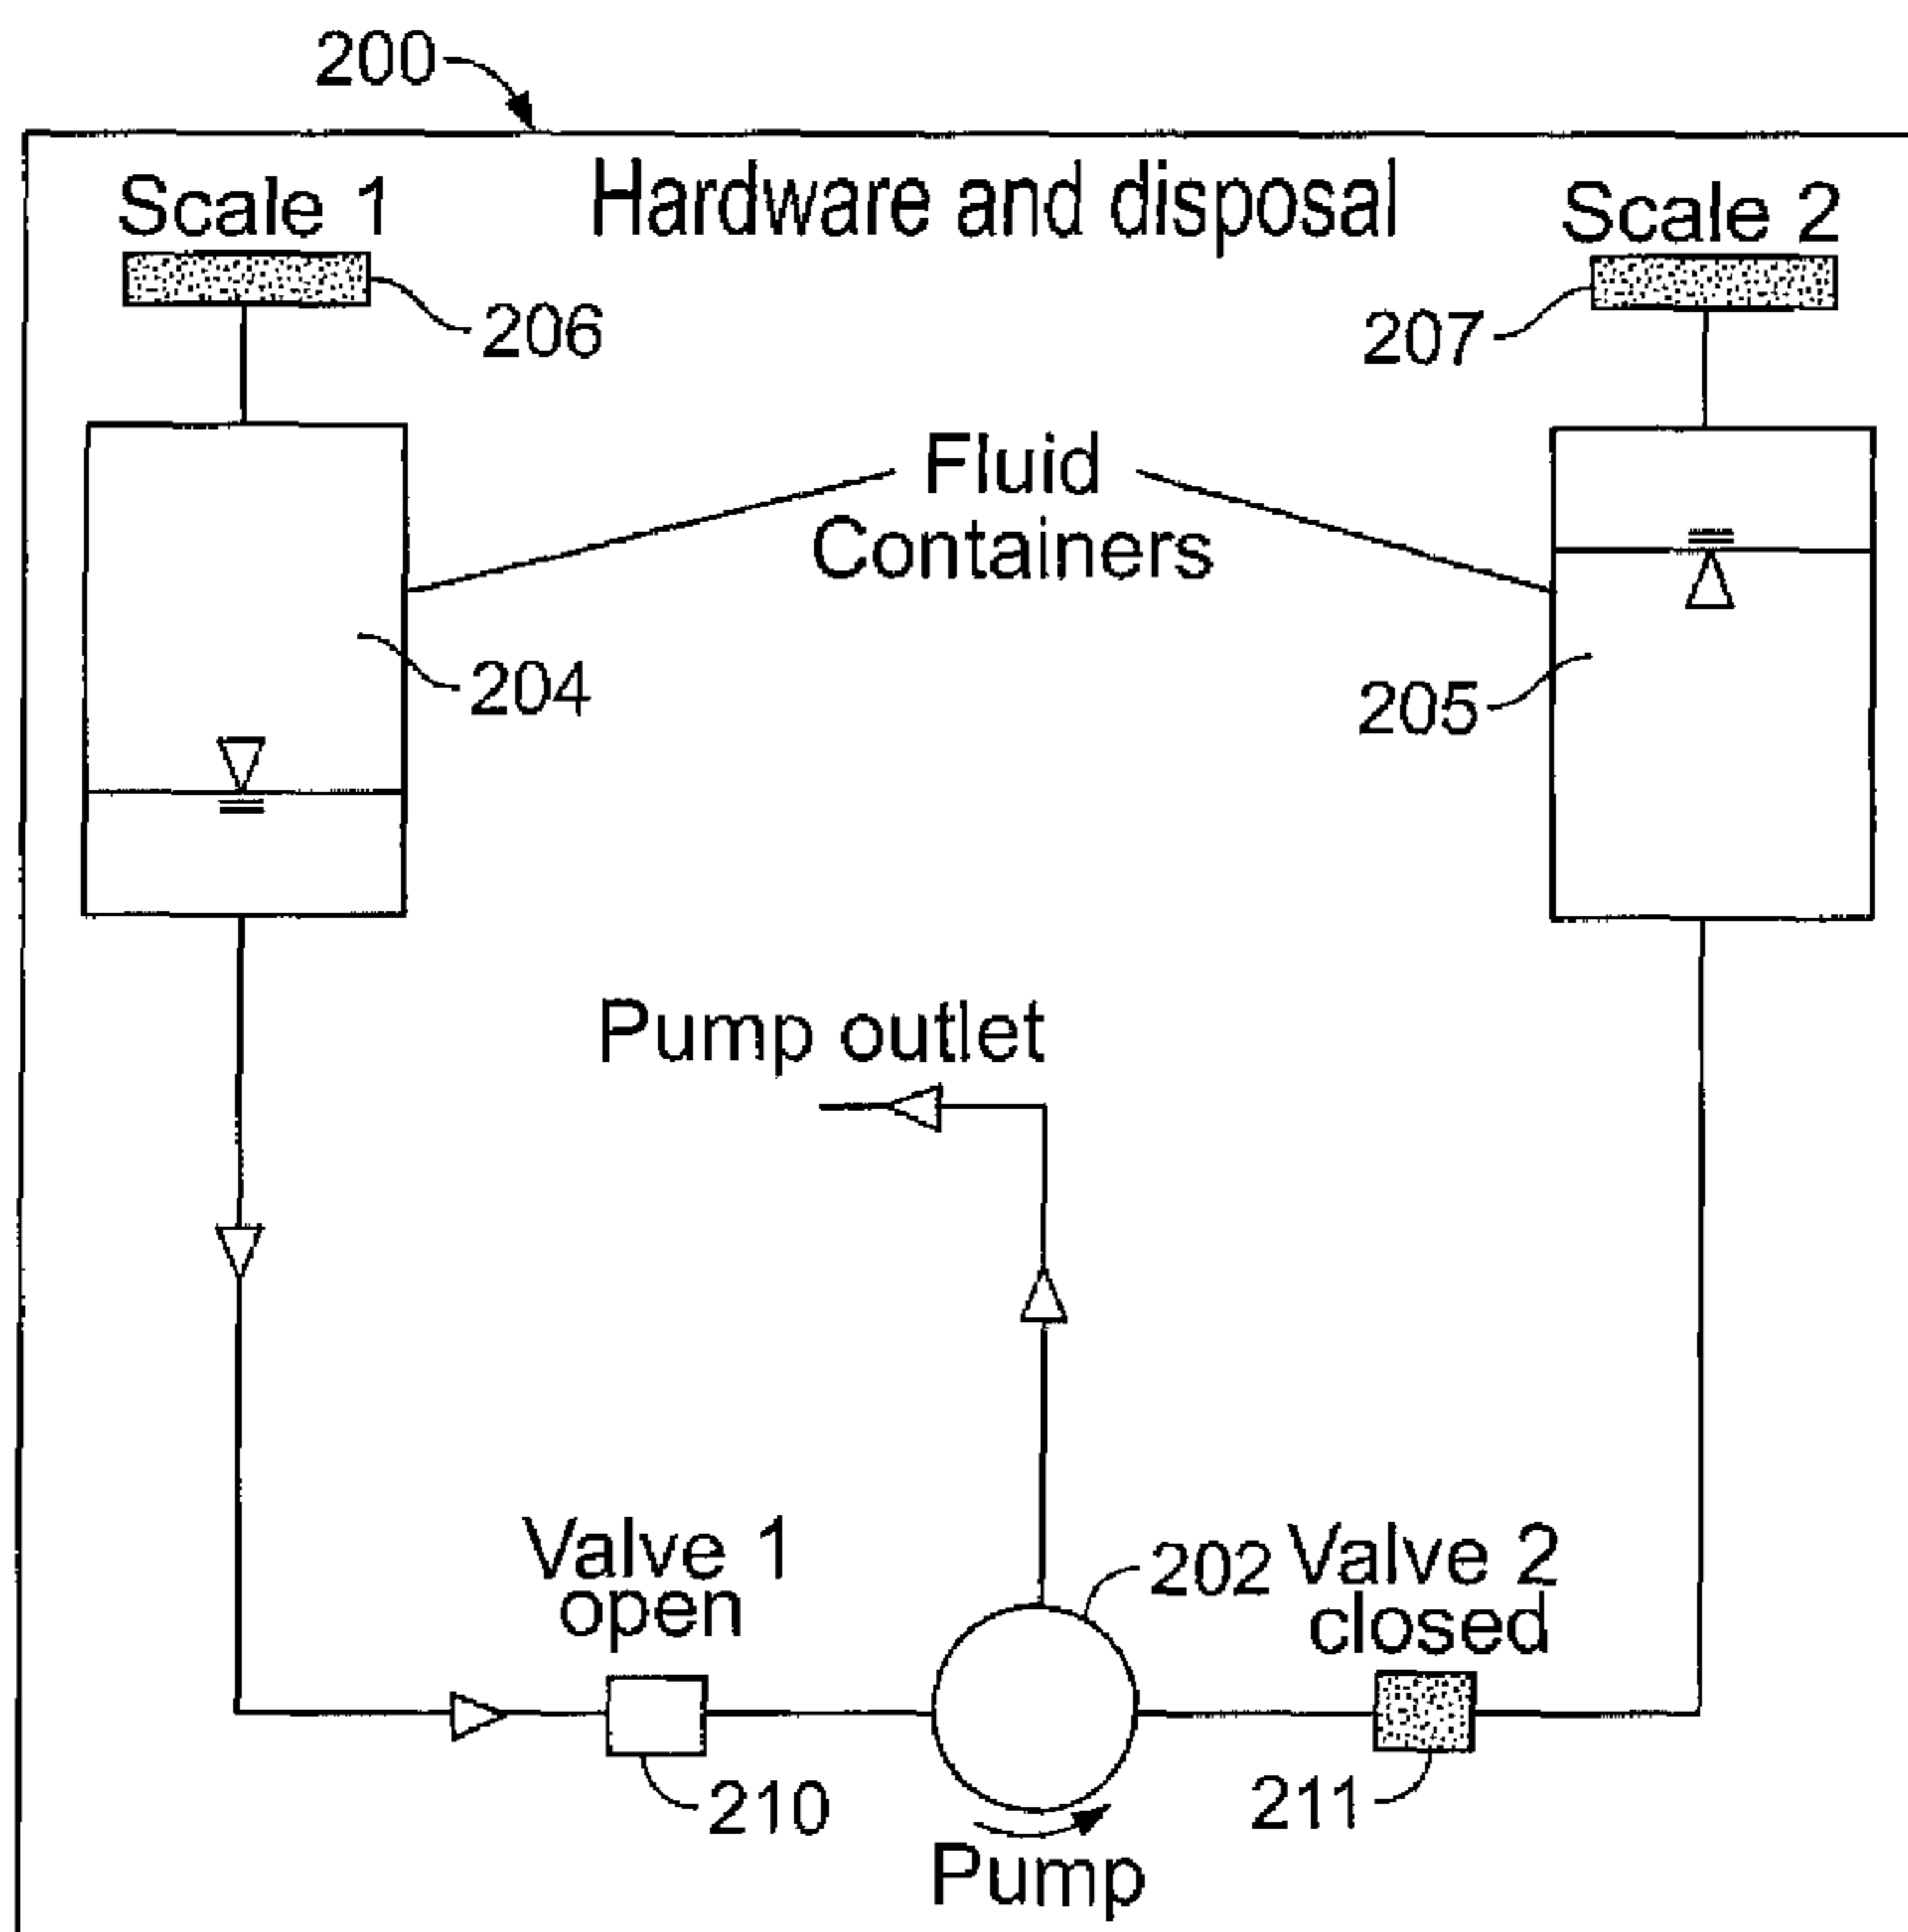 200
Scale 1
Hardware and disposal
Scale 2
206
207
Fluid
Containers
204
205
Pump outlet
Valve 1
open
202
Valve 2
closed
210
211
Pump